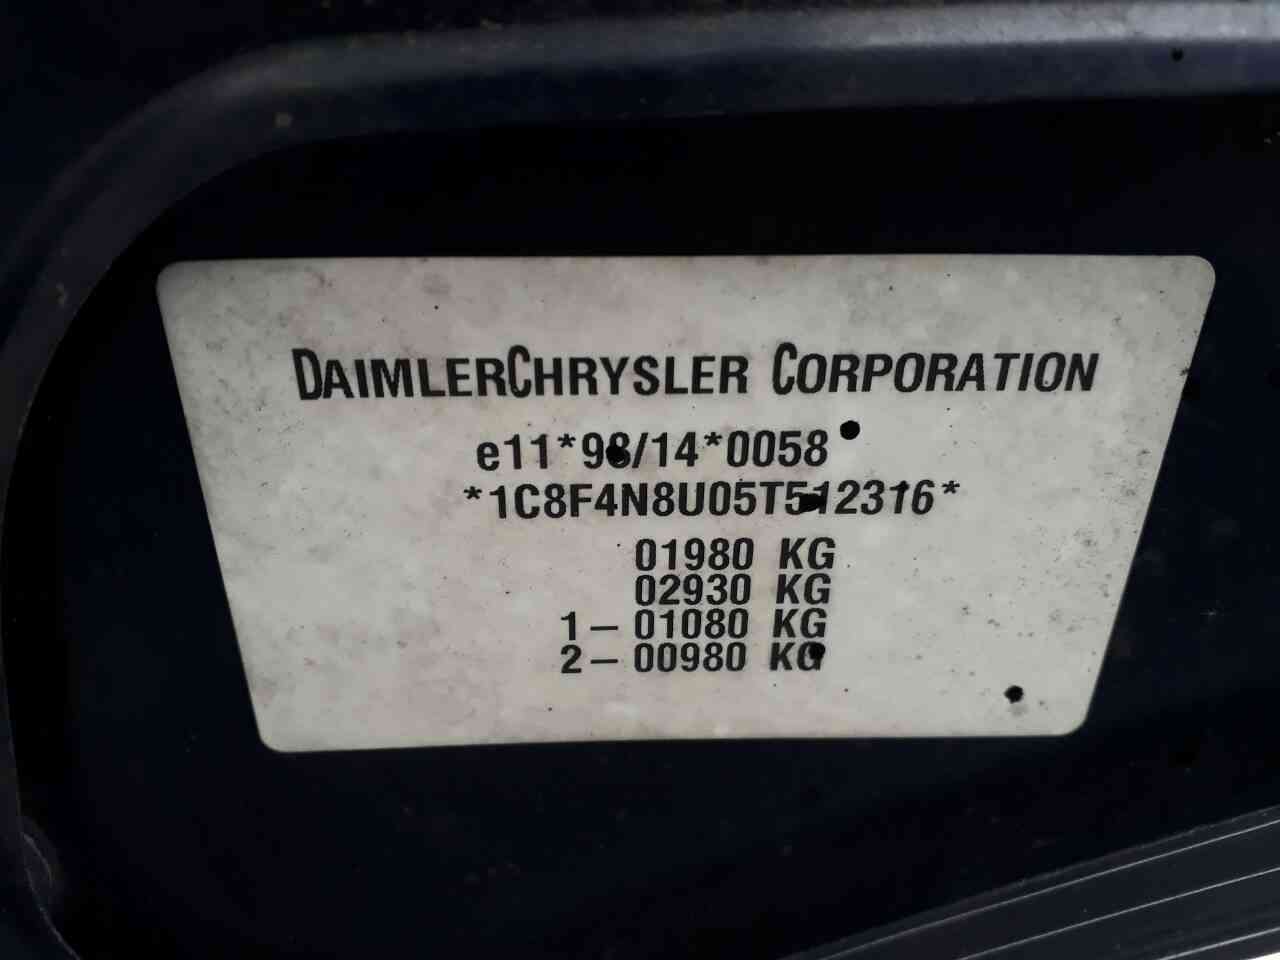 DAIMLERCHRYSLER CORPORATION
e11*98/14*0058
*1C8F4N8U05T512316*
01980 KG
02930 KG
1– 01080 KG
2– 00980 KG